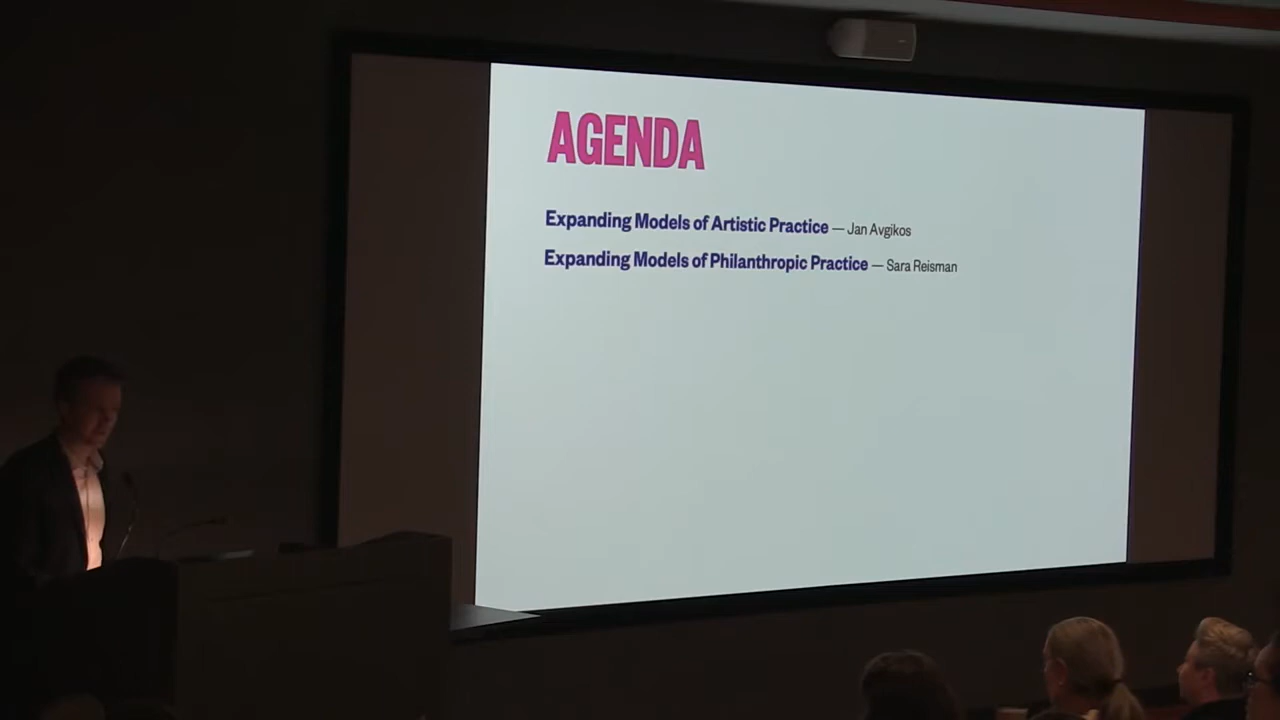 AGENDA
Expanding Models of Artistic Practice — Jan Avgikos
Expanding Models of Philanthropic Practice — Sara Reisman